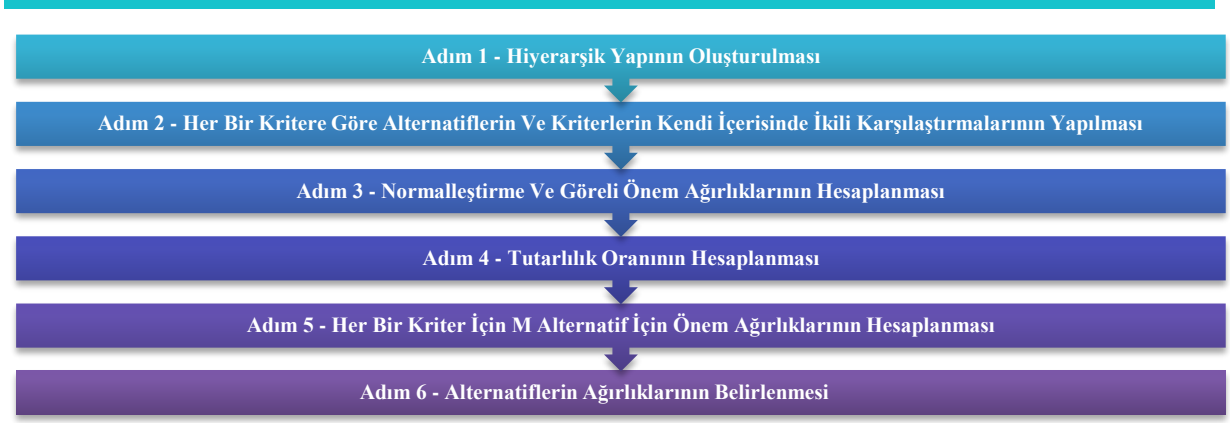 Adım 1 - Hiyerarşik Yapının Oluşturulması
Adım 2 - Her Bir Kritere Göre Alternatiflerin Ve Kriterlerin Kendi İçerisinde İkili Karşılaştırmalarının Yapılması
Adım 3 - Normalleştirme Ve Göreli Önem Ağırlıklarının Hesaplanması
Adım 4 - Tutarlılık Oranının Hesaplanması
Adım 5 - Her Bir Kriter İçin M Alternatif İçin Önem Ağırlıklarının Hesaplanması
Adım 6 - Alternatiflerin Ağırlıklarının Belirlenmesi